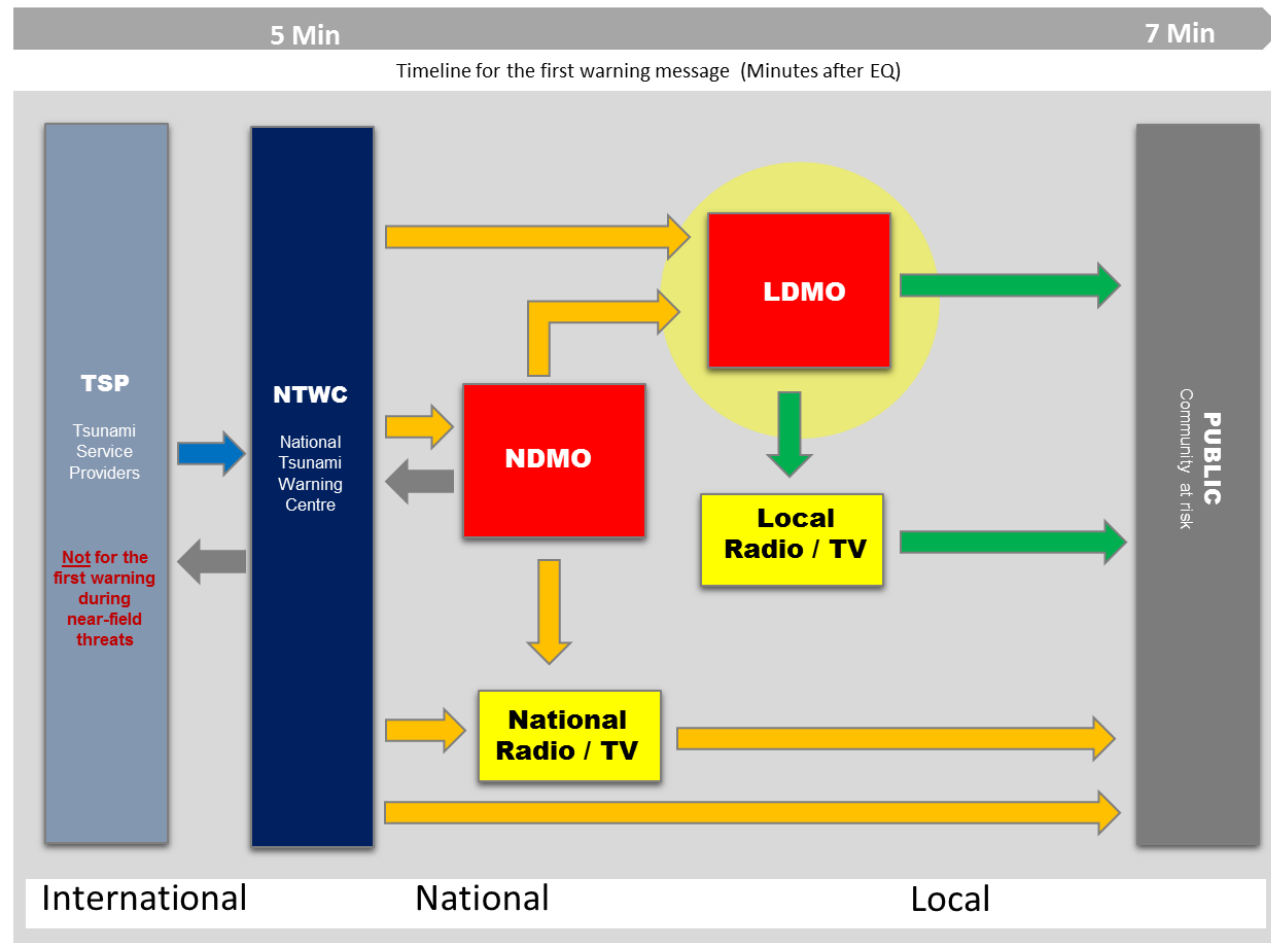 5 Min
7 Min
Timeline for the first warning message  (Minutes after EQ)
TSP
Tsunami
Service
Providers
Not for the
first warning
during
near-field
threats
NTWC
National
Tsunami
Warning
Centre
NDMO
LDMO
Local
Radio / TV
National
Radio / TV
PUBLIC
Community at risk
International
National
Local